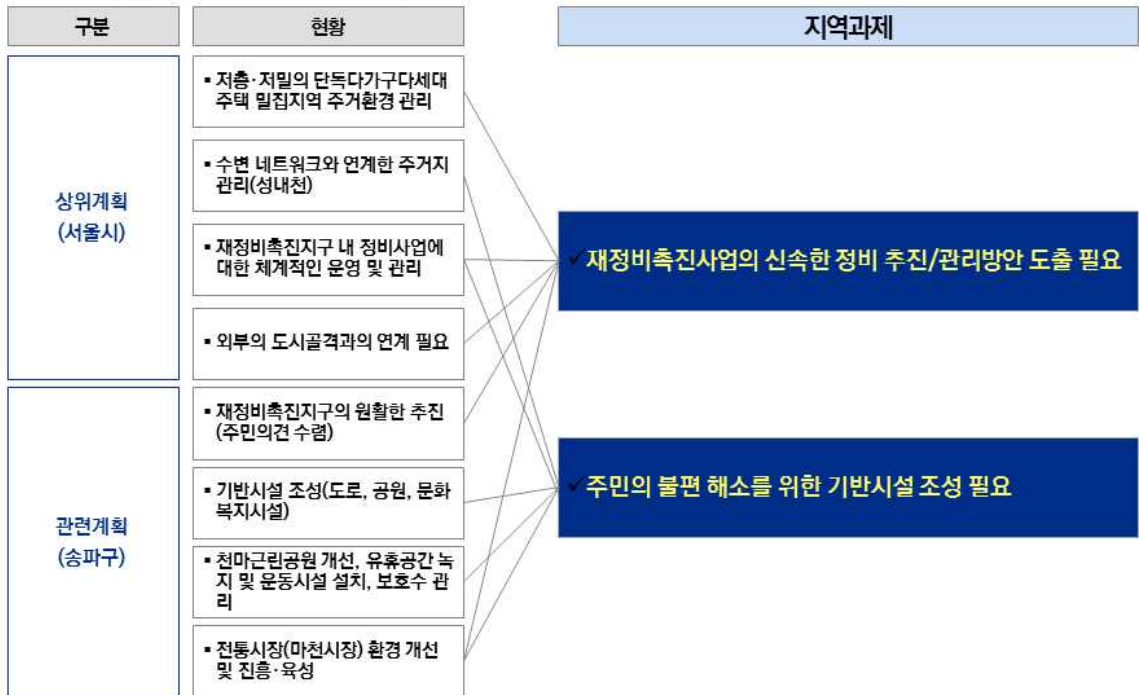 구분
현황
지역과제
상위계획
(서울시)
▪ 저층·저밀의 단독다가구다세대
주택 밀집지역 주거환경 관리
▪ 수변 네트워크와 연계한 주거지
관리(성내천)
▪ 재정비촉진지구 내 정비사업에
대한 체계적인 운영 및 관리
▪ 외부의 도시골격과의 연계 필요
관련계획
(송파구)
▪ 재정비촉진지구의 원활한 추진
(주민의견 수렴)
▪ 기반시설 조성(도로, 공원, 문화
복지시설)
▪ 천마근린공원 개선, 유휴공간 녹
지 및 운동시설 설치, 보호수 관
리
▪ 전통시장(마천시장) 환경 개선
및 진흥·육성
✓재정비촉진사업의 신속한 정비 추진/관리방안 도출 필요
✓주민의 불편 해소를 위한 기반시설 조성 필요